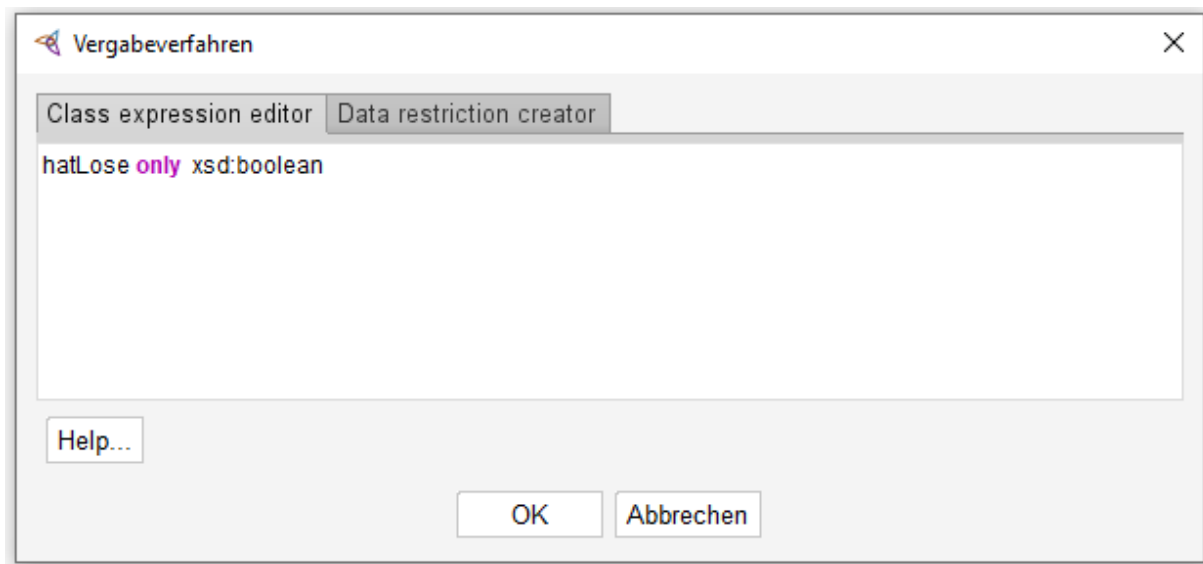 Vergabeverfahren
Class expression editor Data restriction creator
hatLose only xsd:boolean
Help...
OK Abbrechen